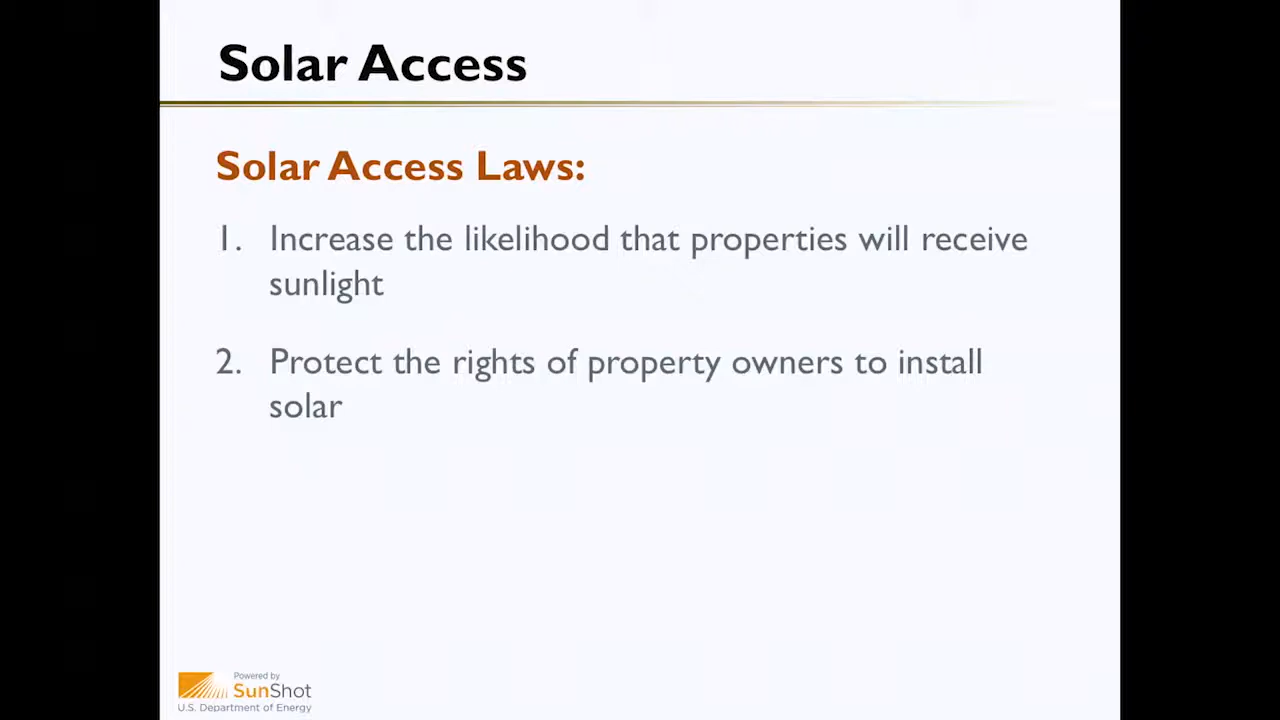 Solar Access
Solar Access Laws:
1. Increase the likelihood that properties will receive
sunlight
2. Protect the rights of property owners to install
solar
Powered by
SunShot
U.S. Department of Energy